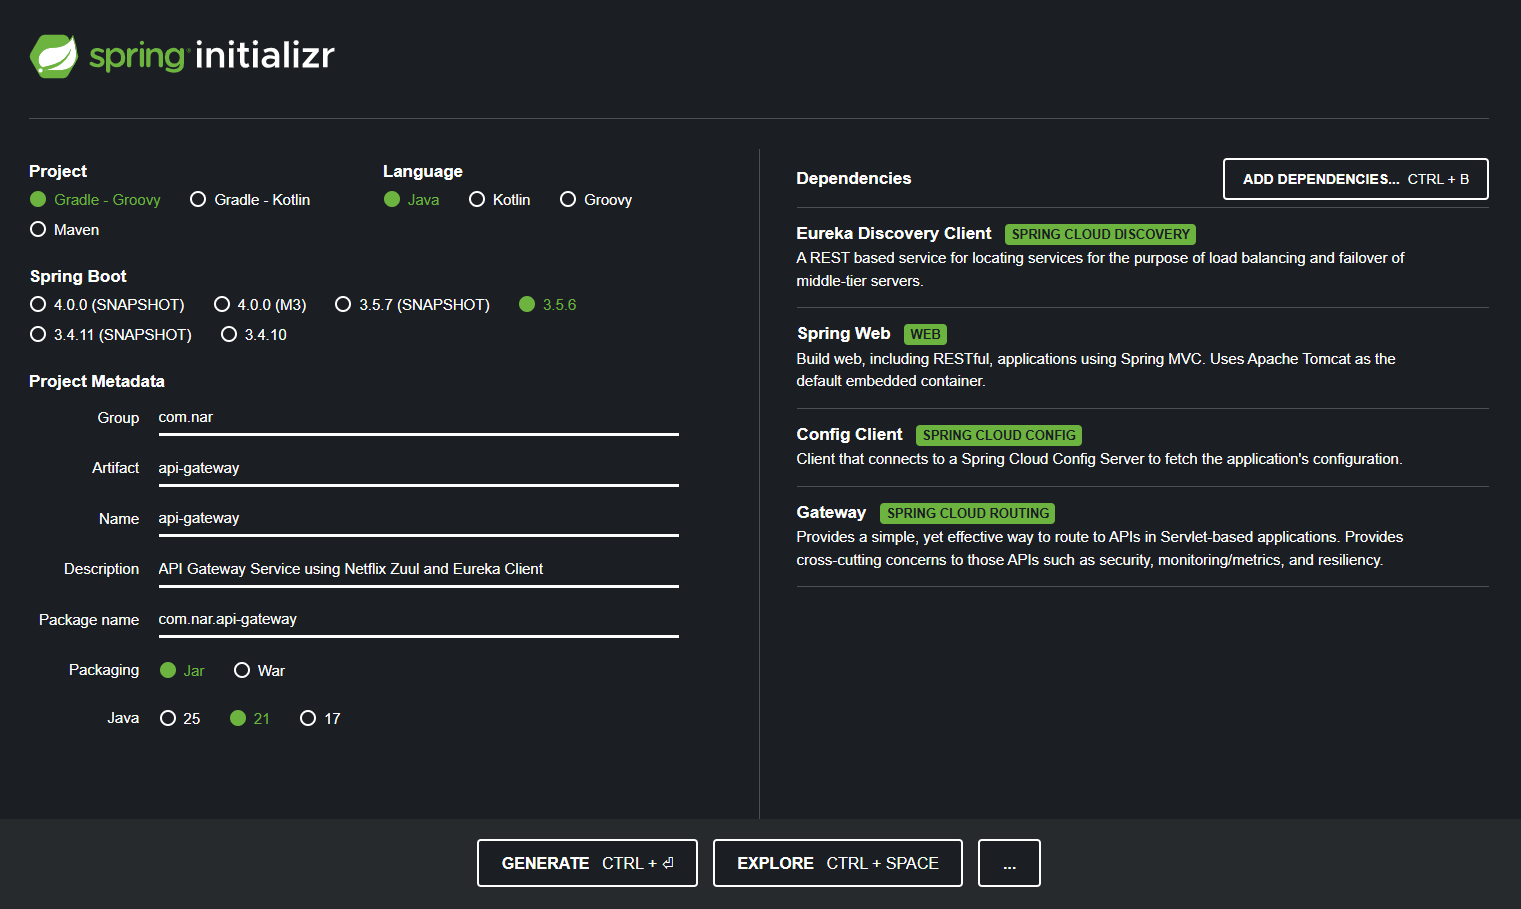 spring initializr
Project
Gradle - Groovy Gradle - Kotlin
Maven
Language
Java Kotlin Groovy
Spring Boot
4.0.0 (SNAPSHOT) 4.0.0 (M3) 3.5.7 (SNAPSHOT) 3.5.6
3.4.11 (SNAPSHOT) 3.4.10
Project Metadata
Group com.nar
Artifact api-gateway
Name api-gateway
Description API Gateway Service using Netflix Zuul and Eureka Client
Package name com.nar.api-gateway
Packaging Jar War
Java 25 21 17
Dependencies ADD DEPENDENCIES... CTRL + B
Eureka Discovery Client SPRING CLOUD DISCOVERY
A REST based service for locating services for the purpose of load balancing and failover of
middle-tier servers.
Spring Web WEB
Build web, including RESTful, applications using Spring MVC. Uses Apache Tomcat as the
default embedded container.
Config Client SPRING CLOUD CONFIG
Client that connects to a Spring Cloud Config Server to fetch the application's configuration.
Gateway SPRING CLOUD ROUTING
Provides a simple, yet effective way to route to APIs in Servlet-based applications. Provides
cross-cutting concerns to those APIs such as security, monitoring/metrics, and resiliency.
GENERATE CTRL + ⏎ EXPLORE CTRL + SPACE ...